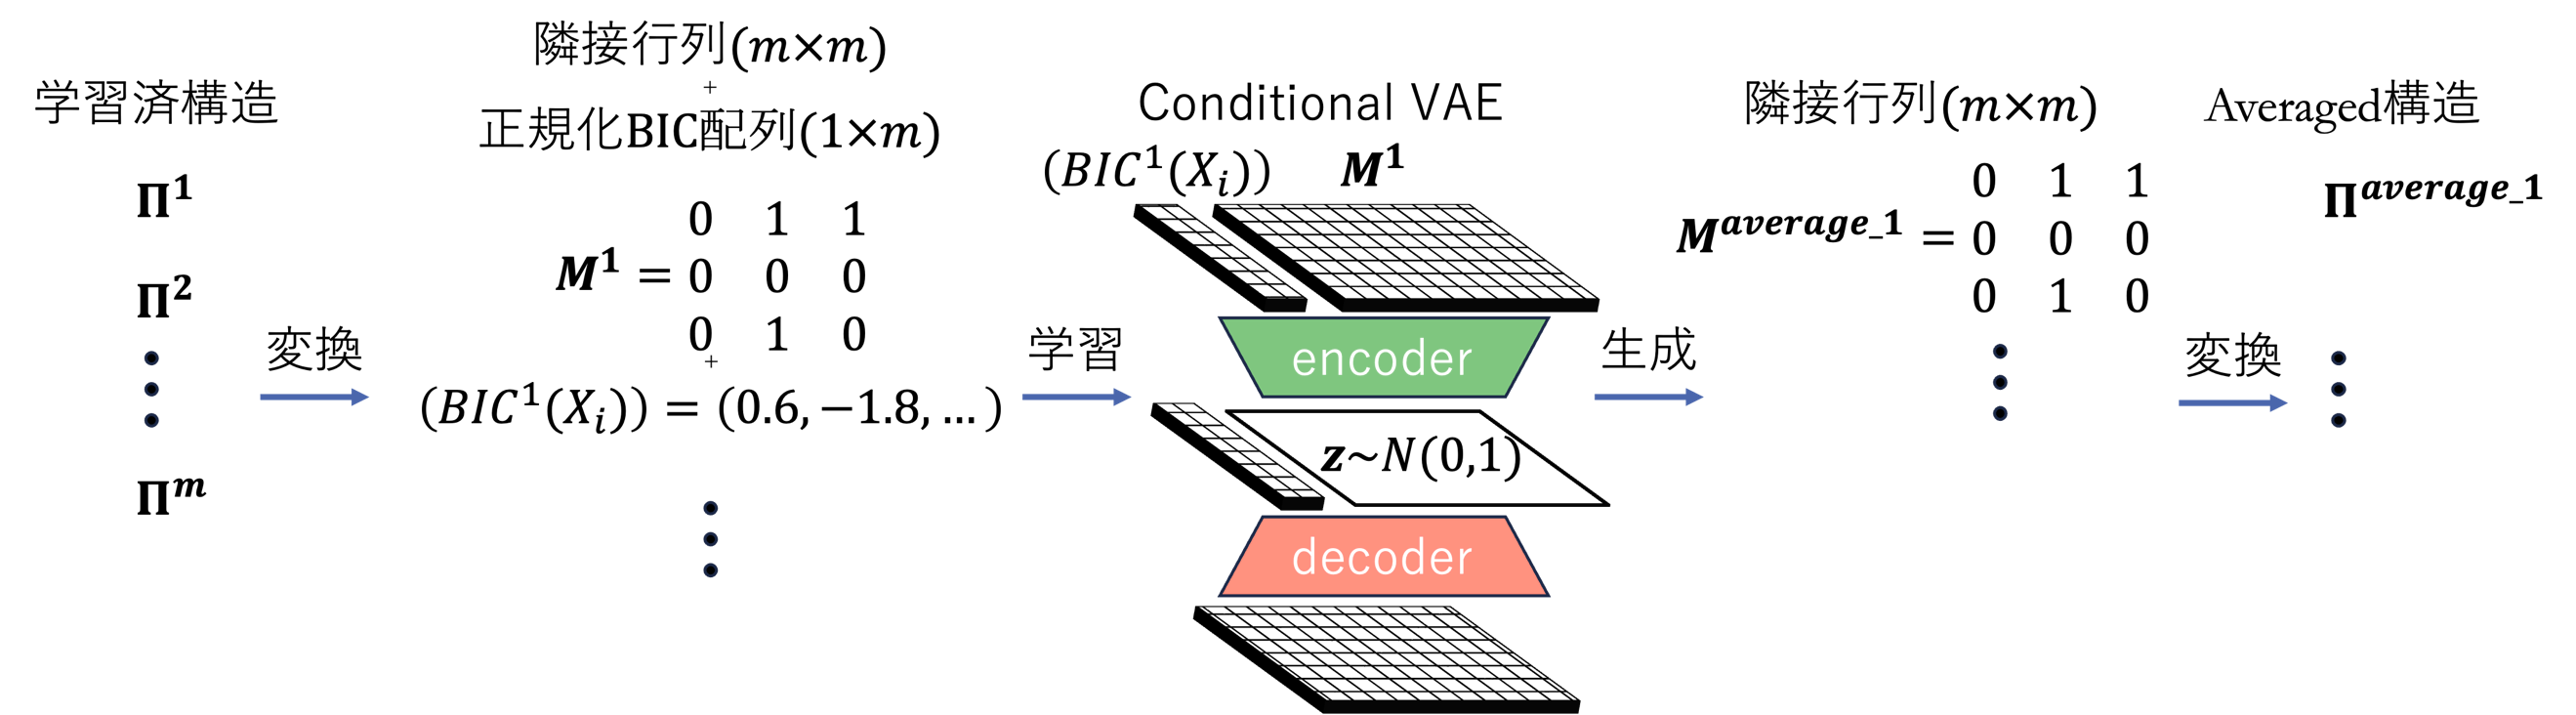 学習済構造
Π¹
Π²
Πᵐ
変換
隣接行列(m×m)
+
正規化BIC配列(1×m)
M¹ =
0 1 1
0 0 0
0 1 0
+
(BIC¹(Xᵢ)) = (0.6, −1.8, … )
学習
Conditional VAE
(BIC¹(Xᵢ)) M¹
encoder
z~N(0,1)
decoder
生成
隣接行列(m×m)
M^average_1 =
0 1 1
0 0 0
0 1 0
変換
Averaged構造
Π^average_1